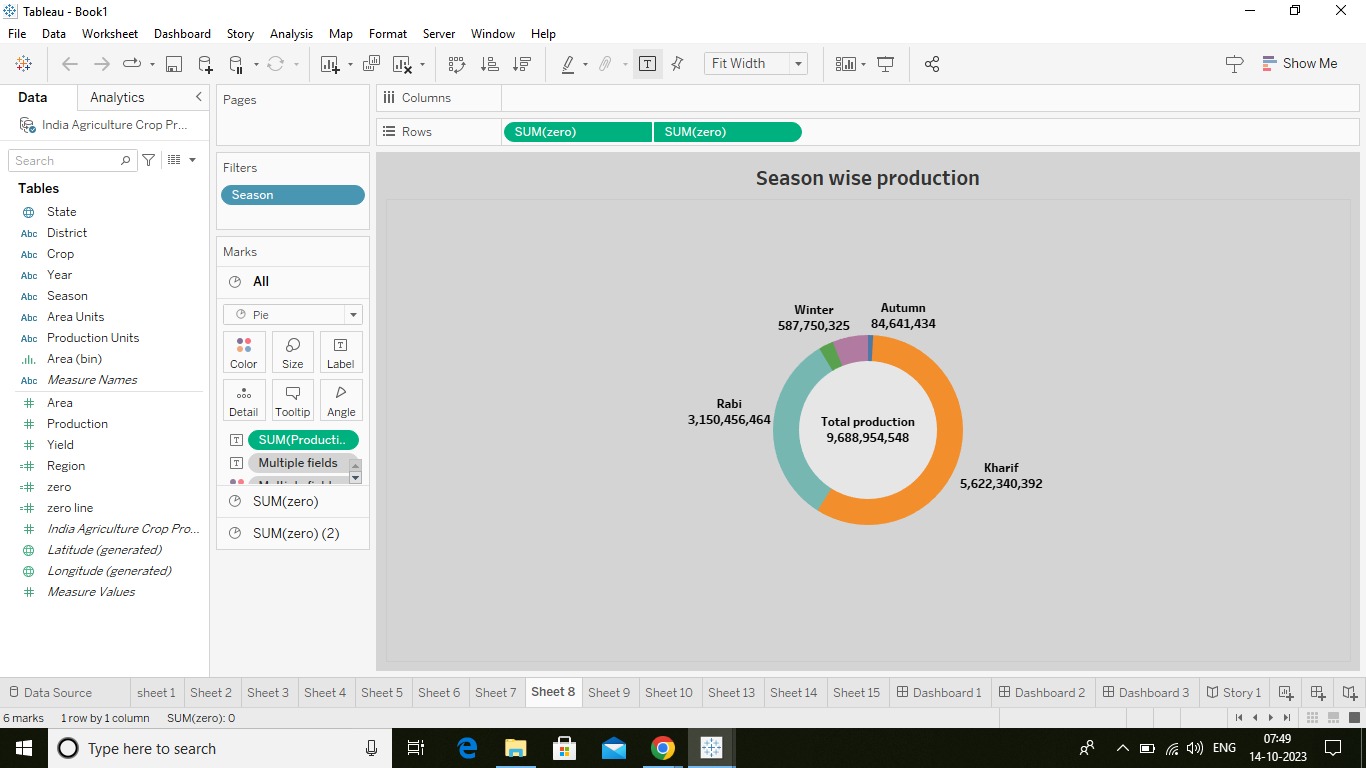 Tableau - Book1
File Data Worksheet Dashboard Story Analysis Map Format Server Window Help
Fit Width
Show Me
Data Analytics
India Agriculture Crop Pr...
Search
Tables
State
Abc District
Abc Crop
Abc Year
Abc Season
Abc Area Units
Abc Production Units
Area (bin)
Abc Measure Names
# Area
# Production
# Yield
=# Region
=# zero
=# zero line
# India Agriculture Crop Pro...
Latitude (generated)
Longitude (generated)
# Measure Values
Pages
Filters
Season
Marks
All
Pie
Color Size Label
Detail Tooltip Angle
SUM(Producti..
Multiple fields
SUM(zero)
SUM(zero) (2)
Columns
Rows SUM(zero) SUM(zero)
Season wise production
Winter
587,750,325
Autumn
84,641,434
Rabi
3,150,456,464
Total production
9,688,954,548
Kharif
5,622,340,392
Data Source sheet 1 Sheet 2 Sheet 3 Sheet 4 Sheet 5 Sheet 6 Sheet 7 Sheet 8 Sheet 9 Sheet 10 Sheet 13 Sheet 14 Sheet 15 Dashboard 1 Dashboard 2 Dashboard 3 Story 1
6 marks 1 row by 1 column SUM(zero): 0
Type here to search
ENG
07:49
14-10-2023